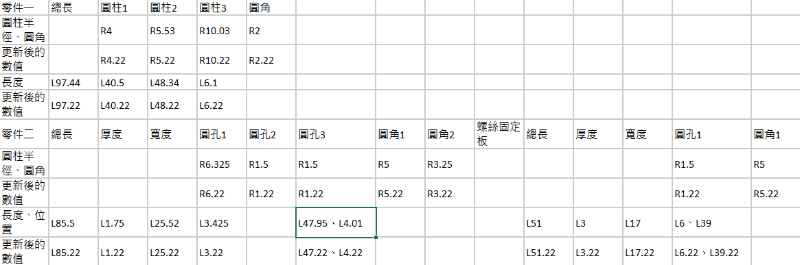 零件一 總長 圓柱1 圓柱2 圓柱3 圓角
圓柱半徑、圓角 R4 R5.53 R10.03 R2
更新後的數值 R4.22 R5.22 R10.22 R2.22
長度 L97.44 L40.5 L48.34 L6.1
更新後的數值 L97.22 L40.22 L48.22 L6.22
零件二 總長 厚度 寬度 圓孔1 圓孔2 圓孔3 圓角1 圓角2 螺絲固定板 總長 厚度 寬度 圓孔1 圓角1
圓柱半徑、圓角 R6.325 R1.5 R1.5 R5 R3.25 R1.5 R5
更新後的數值 R6.22 R1.22 R1.22 R5.22 R3.22 R1.22 R5.22
長度、位置 L85.5 L1.75 L25.52 L3.425 L47.95、L4.01 L51 L3 L17 L6、L39
更新後的數值 L85.22 L1.22 L25.22 L3.22 L47.22、L4.22 L51.22 L3.22 L17.22 L6.22、L39.22